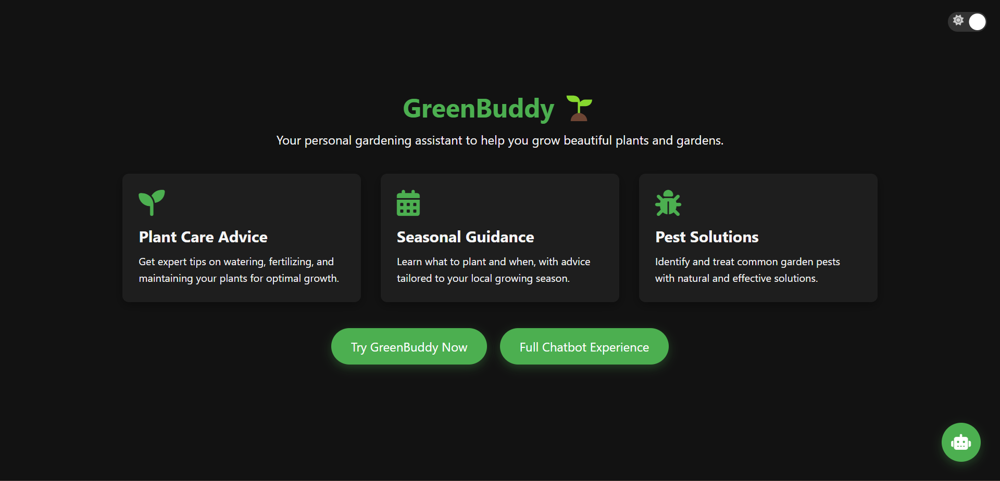 GreenBuddy
Your personal gardening assistant to help you grow beautiful plants and gardens.
Plant Care Advice
Get expert tips on watering, fertilizing, and
maintaining your plants for optimal growth.
Seasonal Guidance
Learn what to plant and when, with advice
tailored to your local growing season.
Pest Solutions
Identify and treat common garden pests
with natural and effective solutions.
Try GreenBuddy Now
Full Chatbot Experience